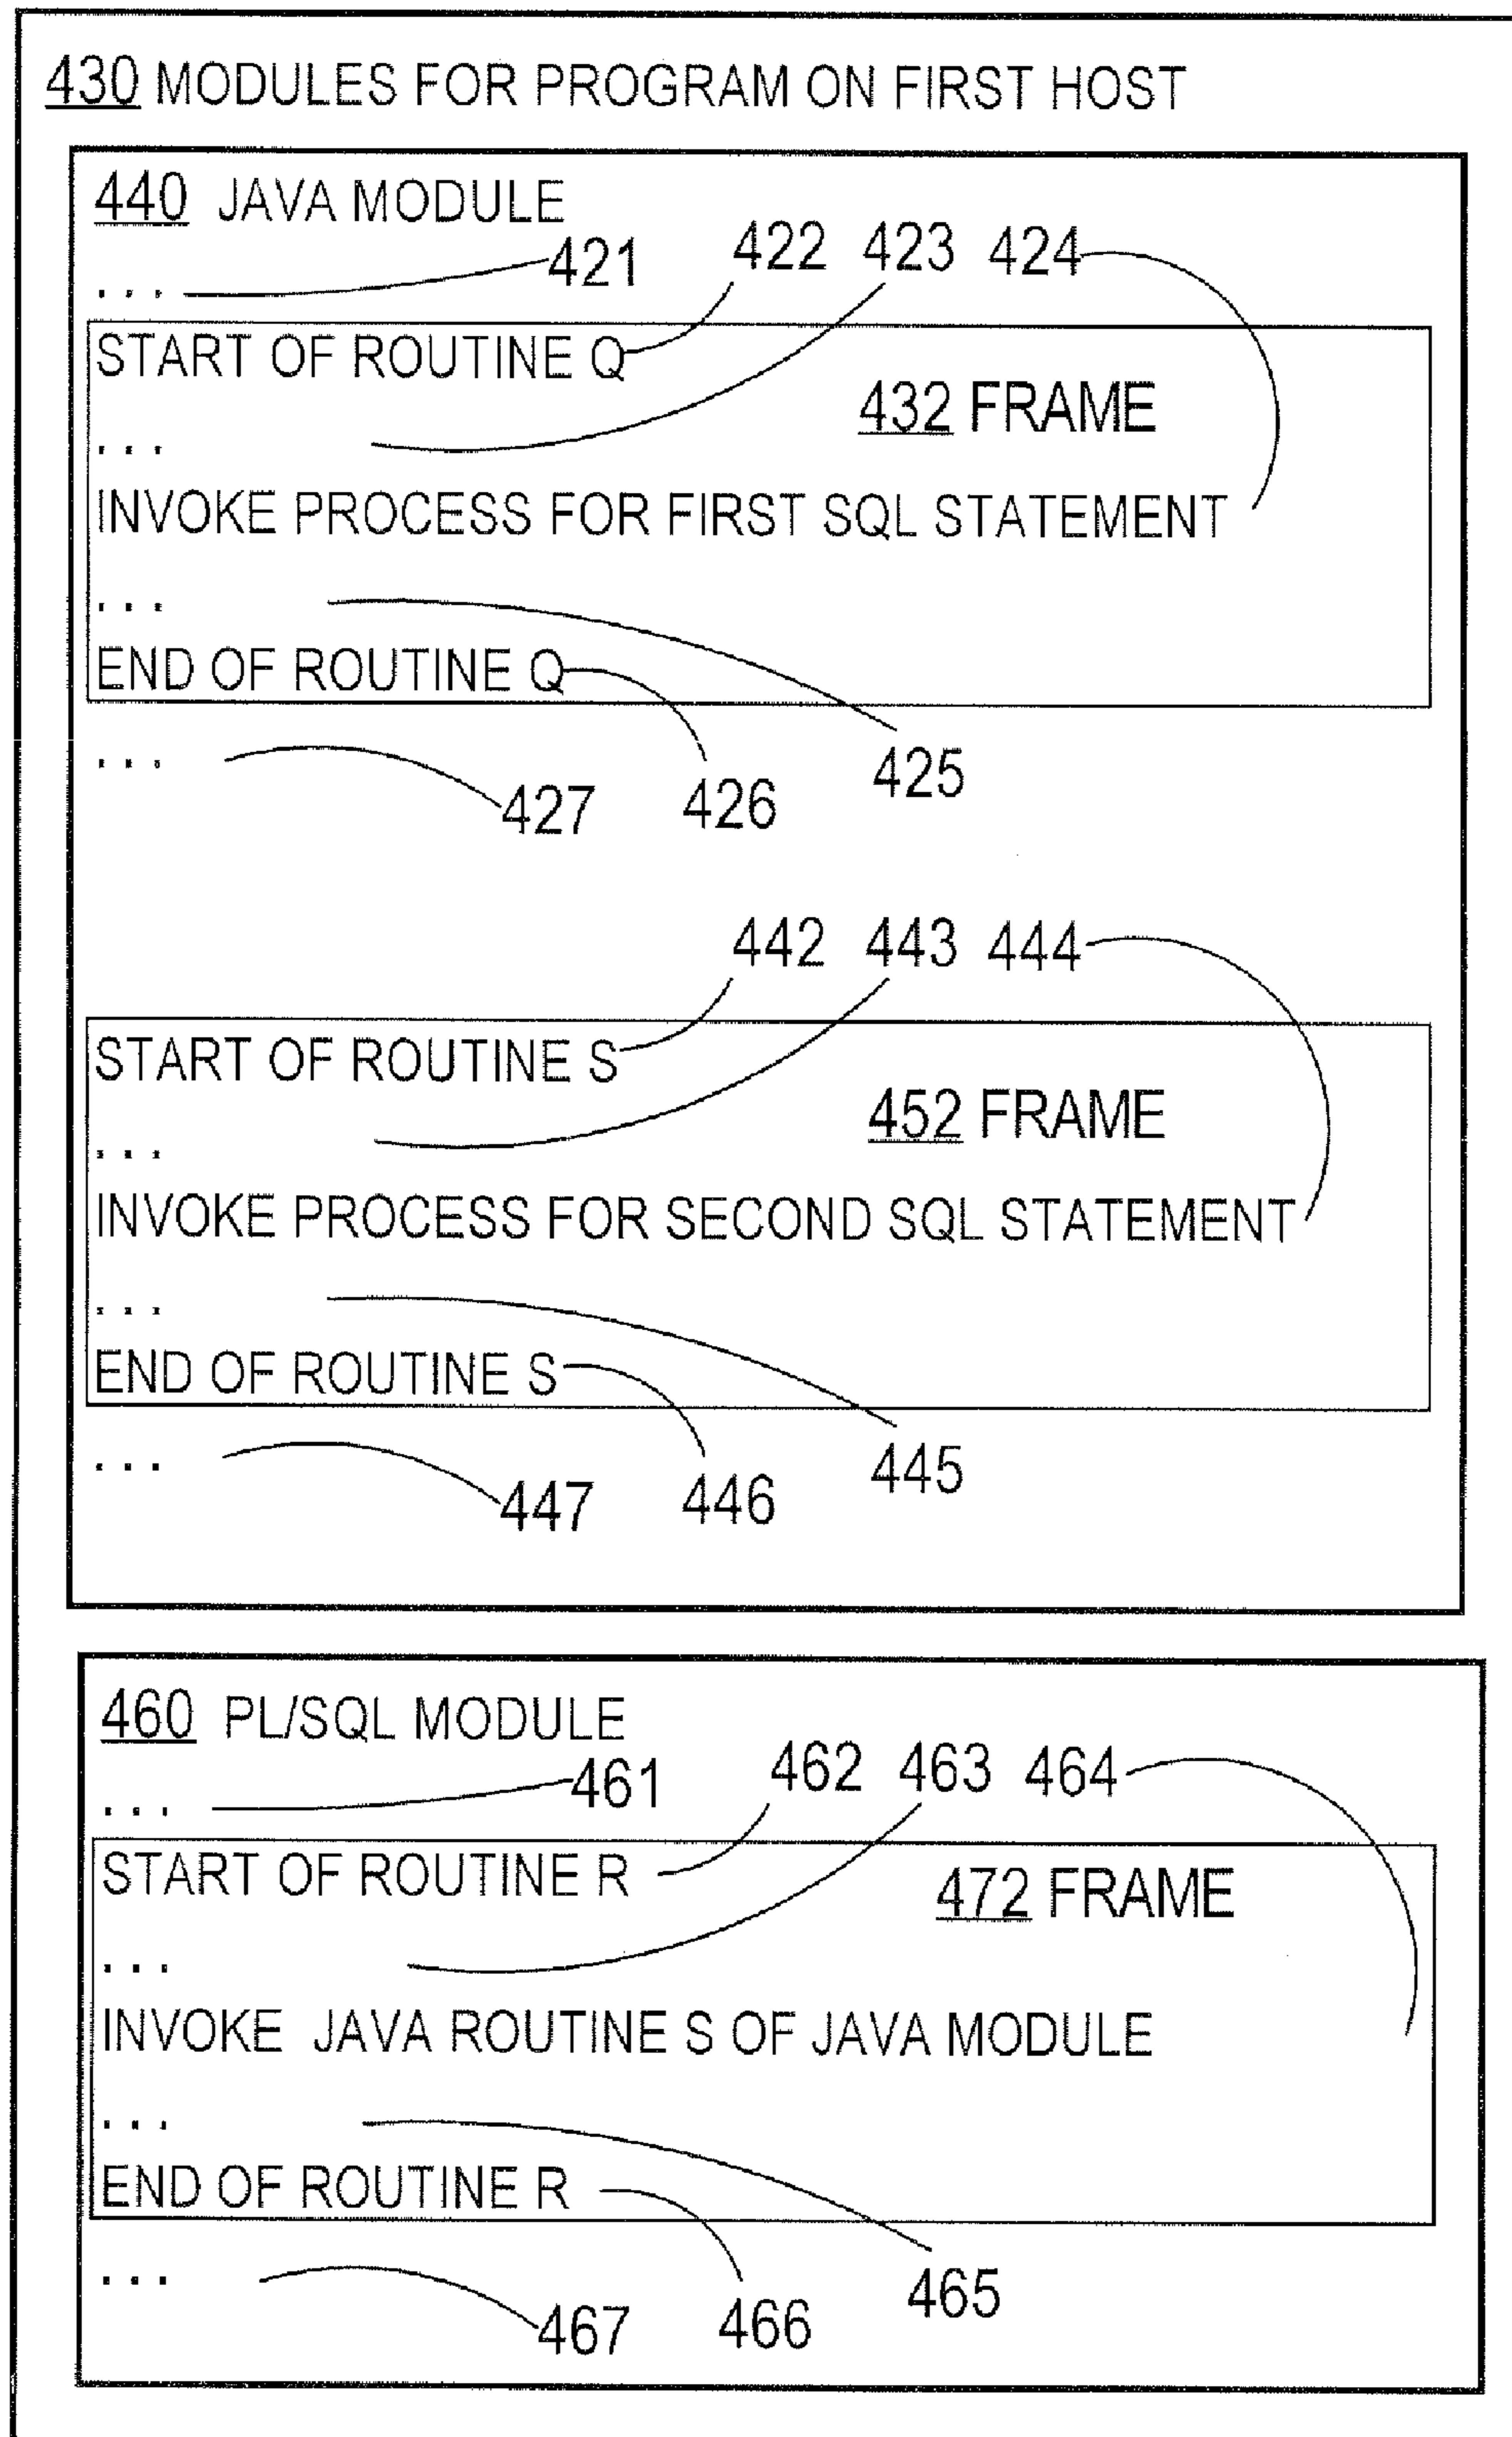 430 MODULES FOR PROGRAM ON FIRST HOST
440 JAVA MODULE
... 421 422 423 424
START OF ROUTINE Q
432 FRAME
...
INVOKE PROCESS FOR FIRST SQL STATEMENT
...
END OF ROUTINE Q
...
427 426 425
442 443 444
START OF ROUTINE S
452 FRAME
...
INVOKE PROCESS FOR SECOND SQL STATEMENT
...
END OF ROUTINE S
...
447 446 445
460 PL/SQL MODULE
... 461 462 463 464
START OF ROUTINE R
472 FRAME
...
INVOKE JAVA ROUTINE S OF JAVA MODULE
...
END OF ROUTINE R
...
467 466 465